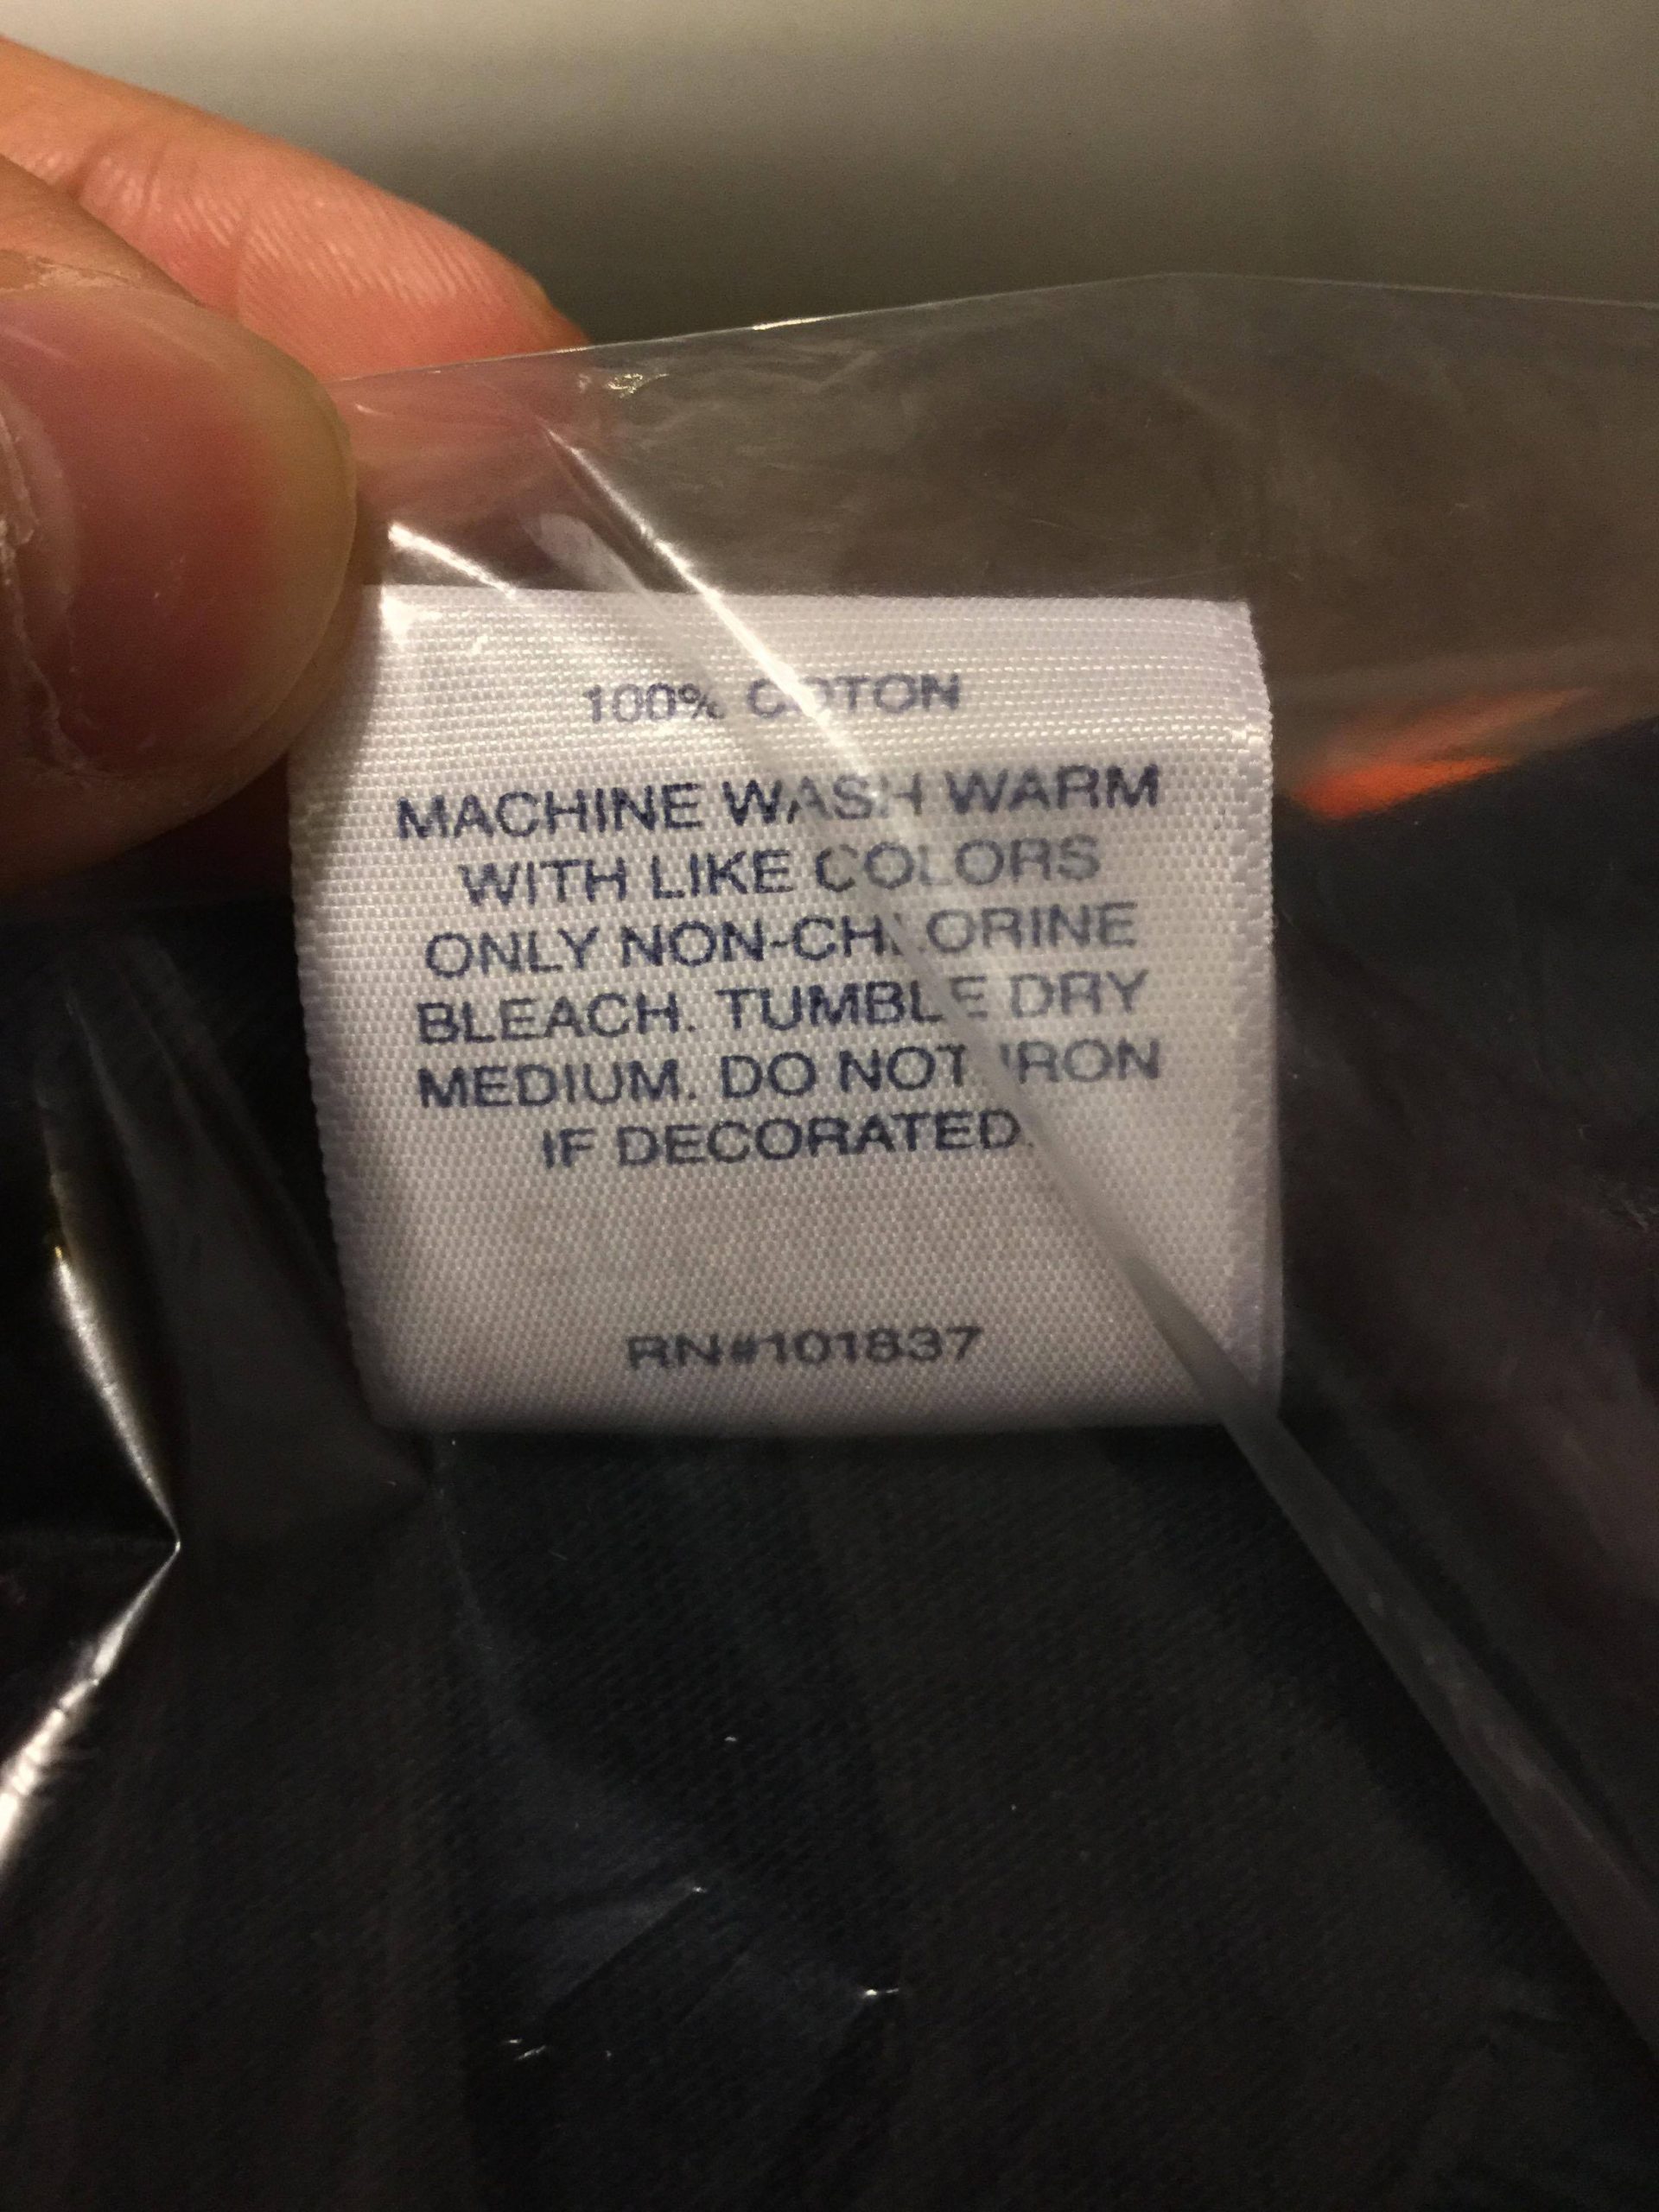 100% COTON
MACHINE WASH WARM
WITH LIKE COLORS
ONLY NON-CHLORINE
BLEACH. TUMBLE DRY
MEDIUM. DO NOT IRON
IF DECORATED.
RN#101837